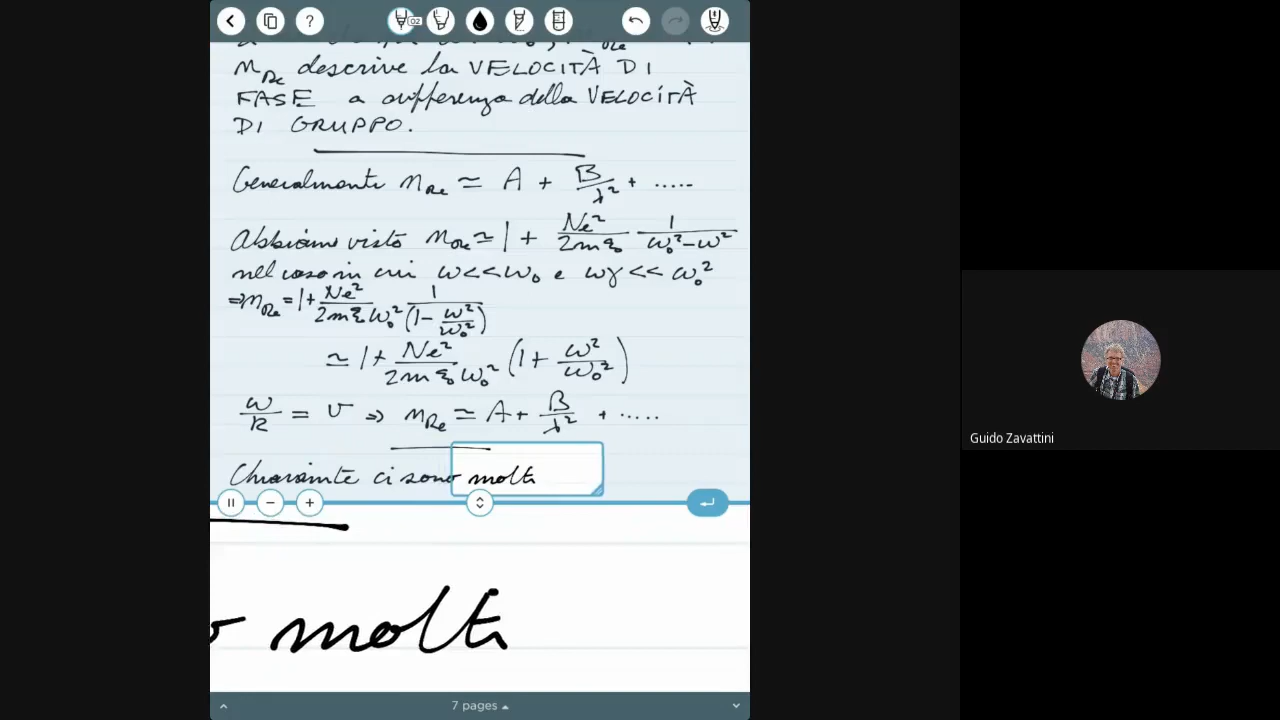 ?
02
n_Re descrive la VELOCITÀ DI
FASE a differenza della VELOCITÀ
DI GRUPPO.
Generalmente n_Re ≃ A + B/λ² + .....
Abbiamo visto n_Re ≃ 1 + Ne²/2mε₀ 1/ω₀²-ω²
nel caso in cui ω<<ω₀ e ωγ << ω₀²
⇒ n_Re = 1+ Ne²/2mε₀ω₀² 1/(1- ω²/ω₀²)
≃ 1+ Ne²/2mε₀ω₀² (1+ ω²/ω₀²)
ω/k = v ⇒ n_Re ≃ A+ B/λ² + .....
ci sono molti
Guido Zavattini
molti
7 pages